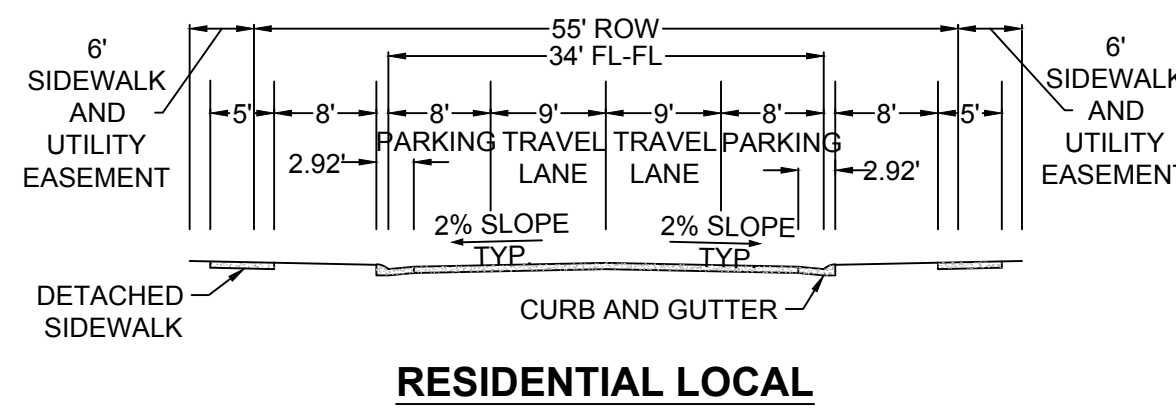 55' ROW
34' FL-FL
6'
SIDEWALK
AND
UTILITY
EASEMENT
5'
8'
8'
9'
9'
8'
8'
5'
6'
SIDEWALK
AND
UTILITY
EASEMENT
PARKING
TRAVEL
LANE
TRAVEL
LANE
PARKING
2.92'
2.92'
2% SLOPE
TYP.
2% SLOPE
TYP.
DETACHED
SIDEWALK
CURB AND GUTTER
RESIDENTIAL LOCAL